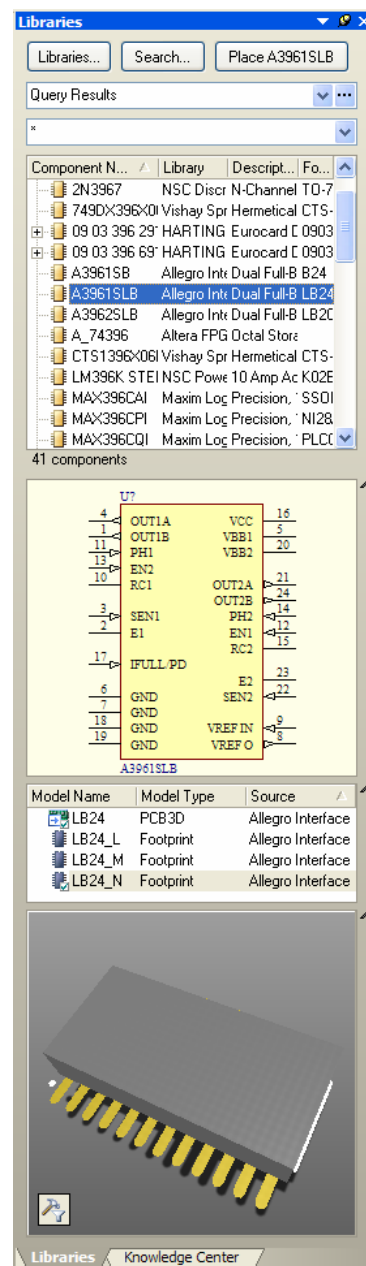 Libraries
Libraries... Search... Place A3961SLB
Query Results
*
Component N... Library Descript... Fo...
2N3967 NSC Discr N-Channel TO-7
749DX396X0 Vishay Spr Hermetical CTS-
09 03 396 29 HARTING Eurocard D 0903
09 03 396 69 HARTING Eurocard D 0903
A3961SB Allegro Inte Dual Full-B B24
A3961SLB Allegro Inte Dual Full-B LB24
A3962SLB Allegro Inte Dual Full-B LB2C
A_74396 Altera FPG Octal Stora
CTS1396X06 Vishay Spr Hermetical CTS-
LM396K STEI NSC Powe 10 Amp Ac K02E
MAX396CAI Maxim Log Precision, SSOI
MAX396CPI Maxim Log Precision, NI28
MAX396CQI Maxim Log Precision, PLCC
41 components
U?
4 OUT1A VCC 16
1 OUT1B VBB1 5
11 PH1 VBB2 20
13 EN2
10 RC1 OUT2A 21
OUT2B 24
3 SEN1 PH2 14
2 E1 EN1 12
RC2 15
17 IFULL/PD
E2 23
6 GND SEN2 22
7 GND
18 GND VREF IN 9
19 GND VREF O 8
A3961SLB
Model Name Model Type Source
LB24 PCB3D Allegro Interface
LB24_L Footprint Allegro Interface
LB24_M Footprint Allegro Interface
LB24_N Footprint Allegro Interface
Libraries Knowledge Center